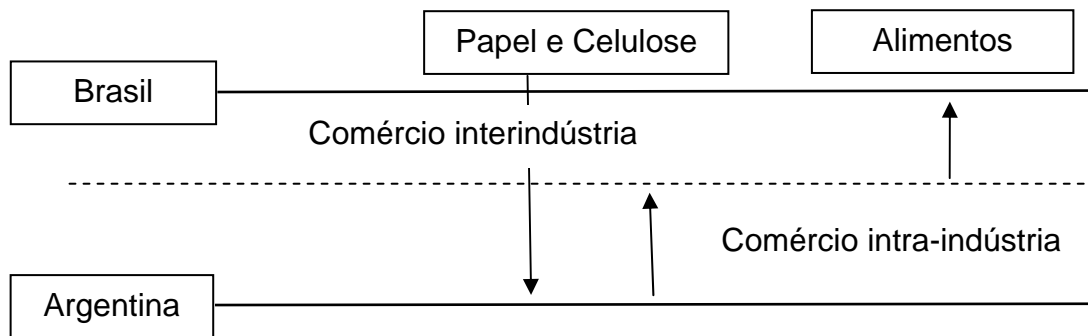 Papel e Celulose
Alimentos
Brasil
Comércio interindústria
Comércio intra-indústria
Argentina